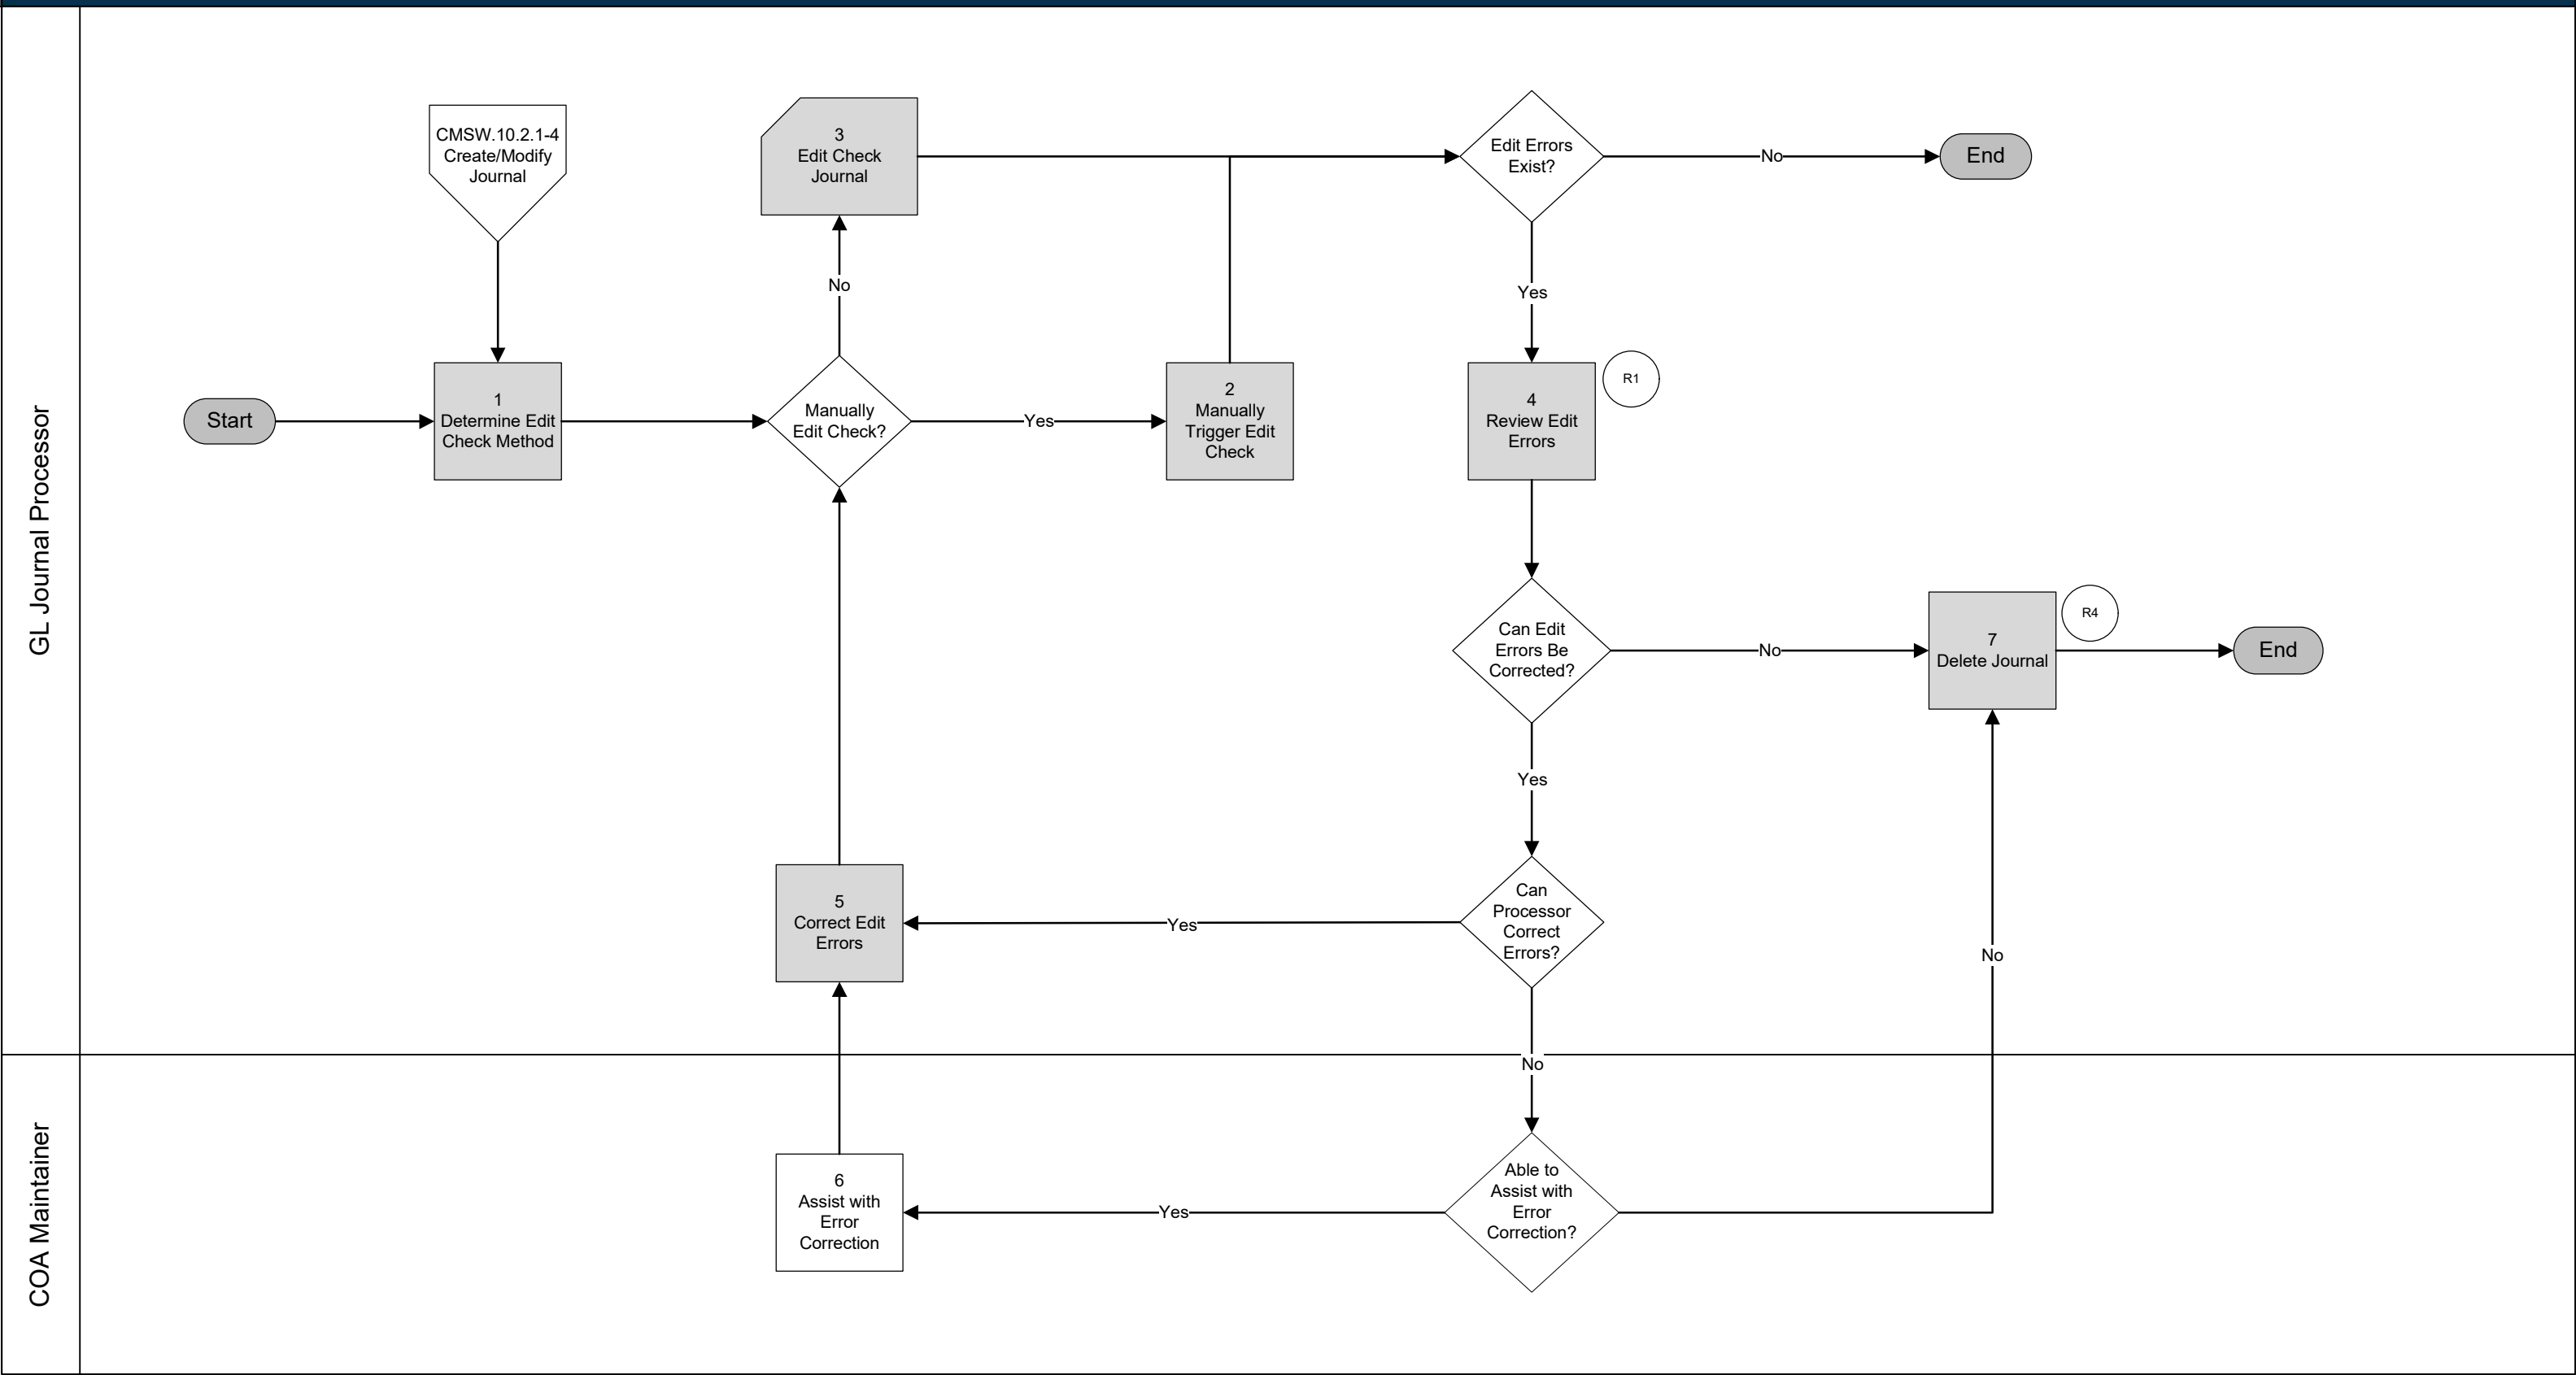 GL Journal Processor
CMSW.10.2.1-4
Create/Modify
Journal
3
Edit Check
Journal
Edit Errors
Exist?
No
End
No
Yes
Start
1
Determine Edit
Check Method
Manually
Edit Check?
Yes
2
Manually
Trigger Edit
Check
4
Review Edit
Errors
R1
Can Edit
Errors Be
Corrected?
No
7
Delete Journal
R4
End
Yes
5
Correct Edit
Errors
Yes
Can
Processor
Correct
Errors?
No
No
COA Maintainer
6
Assist with
Error
Correction
Yes
Able to
Assist with
Error
Correction?